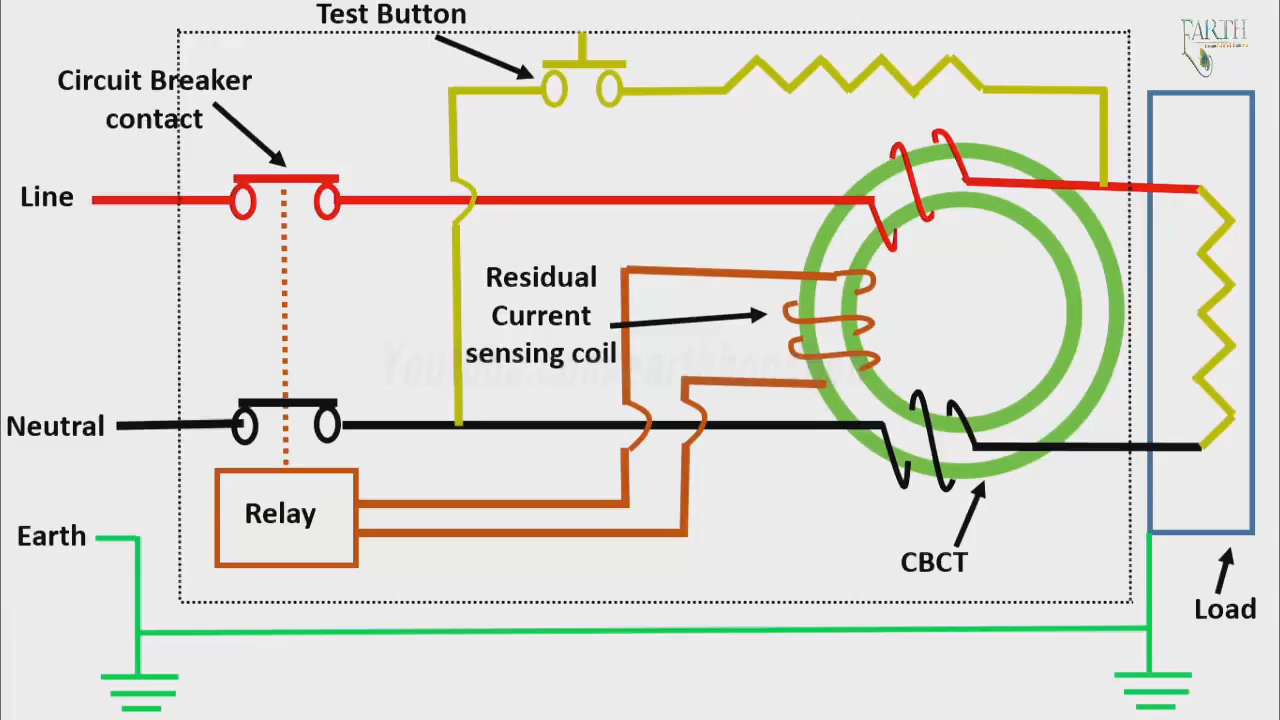 Test Button
EARTH
Circuit Breaker
contact
Line
Residual
Current
sensing coil
Neutral
Relay
Earth
CBCT
Load